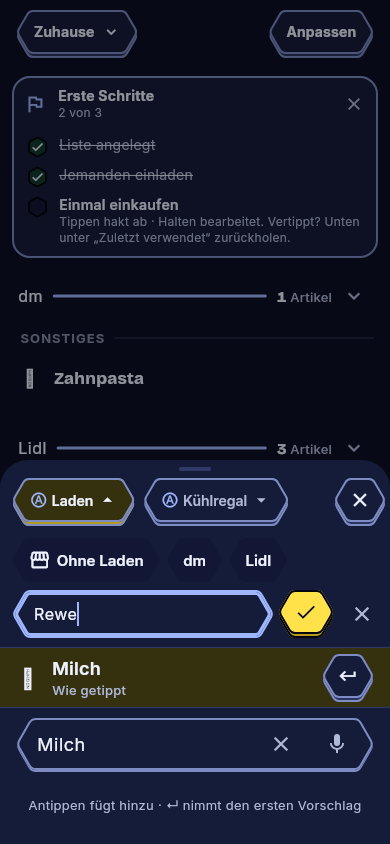 Zuhause
Anpassen
Erste Schritte
2 von 3
Liste angelegt
Jemanden einladen
Einmal einkaufen
Tippen hakt ab · Halten bearbeitet. Vertippt? Unten
unter „Zuletzt verwendet“ zurückholen.
dm 1 Artikel
SONSTIGES
Zahnpasta
Lidl 3 Artikel
A Laden
A Kühlregal
Ohne Laden
dm
Lidl
Rewe
Milch
Wie getippt
Milch
Antippen fügt hinzu · ↵ nimmt den ersten Vorschlag